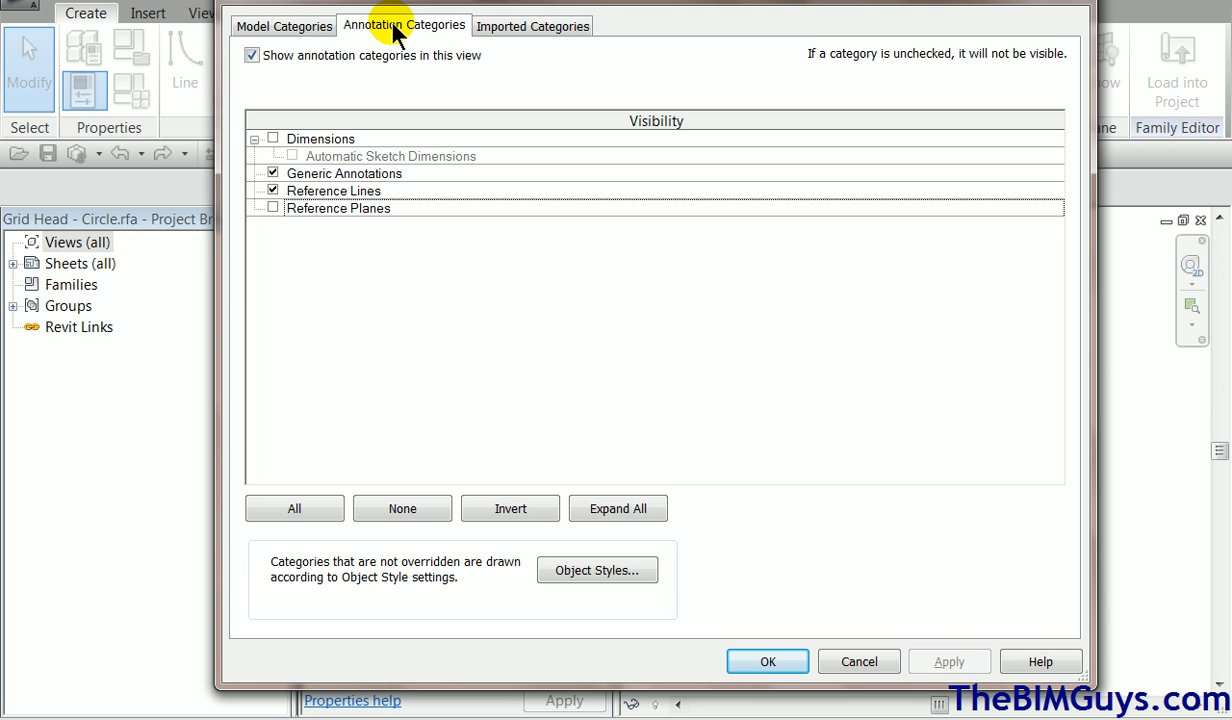 A
Create
Insert
Modify
Line
Load into
Project
Select
Properties
Family Editor
Model Categories
Annotation Categories
Imported Categories
Show annotation categories in this view
If a category is unchecked, it will not be visible.
Visibility
Dimensions
Automatic Sketch Dimensions
Generic Annotations
Reference Lines
Reference Planes
Grid Head - Circle.rfa - Project Br
Views (all)
Sheets (all)
Families
Groups
Revit Links
2D
All
None
Invert
Expand All
Categories that are not overridden are drawn
according to Object Style settings.
Object Styles...
OK
Cancel
Apply
Help
Properties help
Apply
TheBIMGuys.com